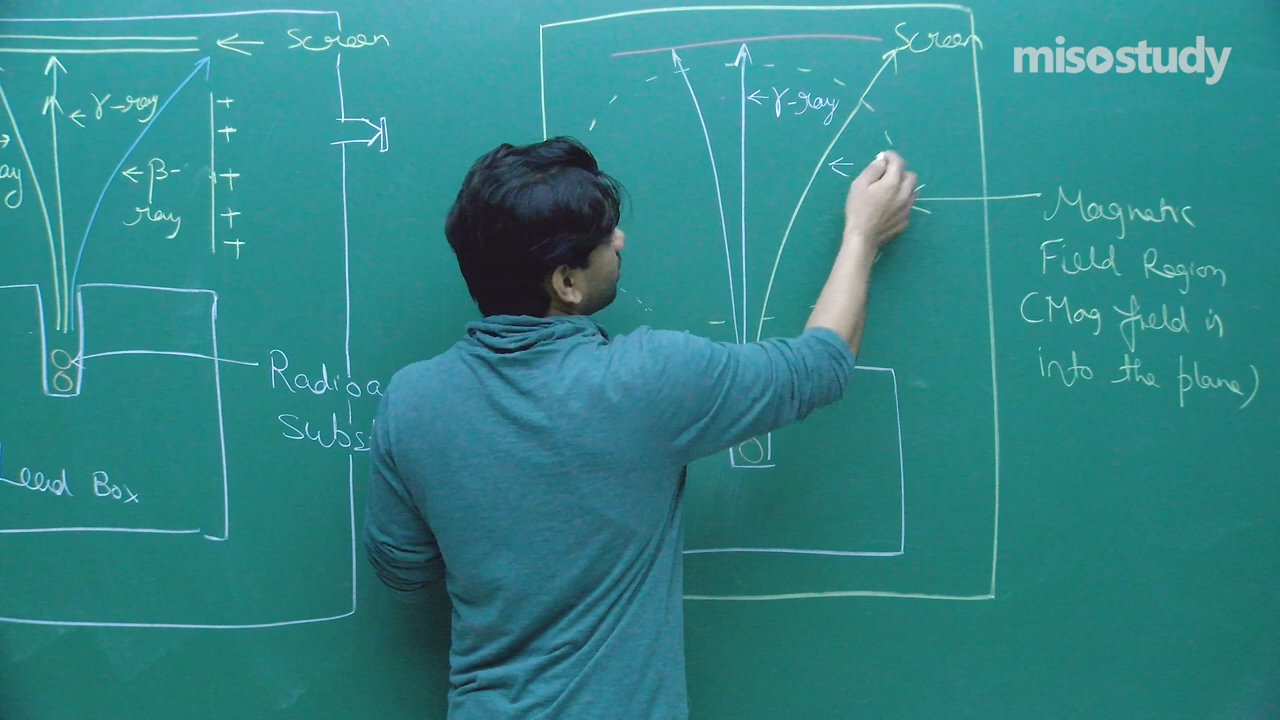 Screen
γ-ray
ay
← β-
ray
+
+
+
+
+
Radioa
Subs
Lead Box
Screen
γ-ray
Magnetic
Field Region
(Mag field is
into the plane)
misostudy